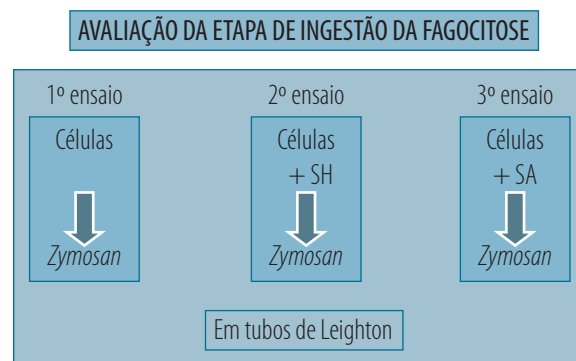 AVALIAÇÃO DA ETAPA DE INGESTÃO DA FAGOCITOSE
1º ensaio
Células
Zymosan
2º ensaio
Células
+ SH
Zymosan
3º ensaio
Células
+ SA
Zymosan
Em tubos de Leighton